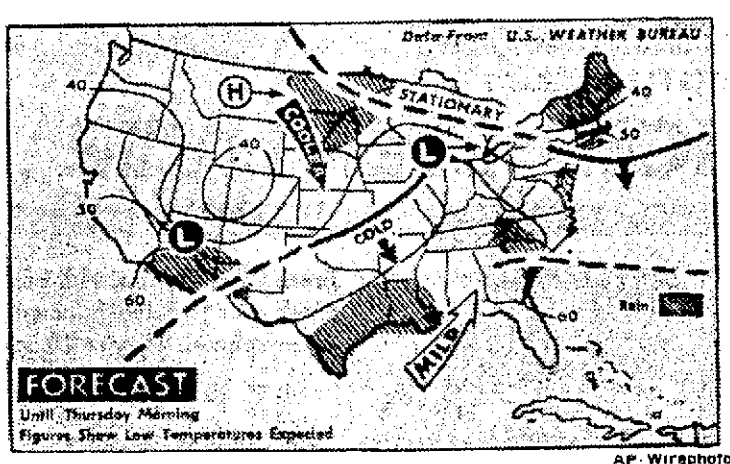 Data From U.S. WEATHER BUREAU
40
H
STATIONARY
COOLER
40
40
50
L
50
L
COLD
60
Rain
60
MILD
FORECAST
Until Thursday Morning
Figures Show Low Temperatures Expected
AP Wirephoto